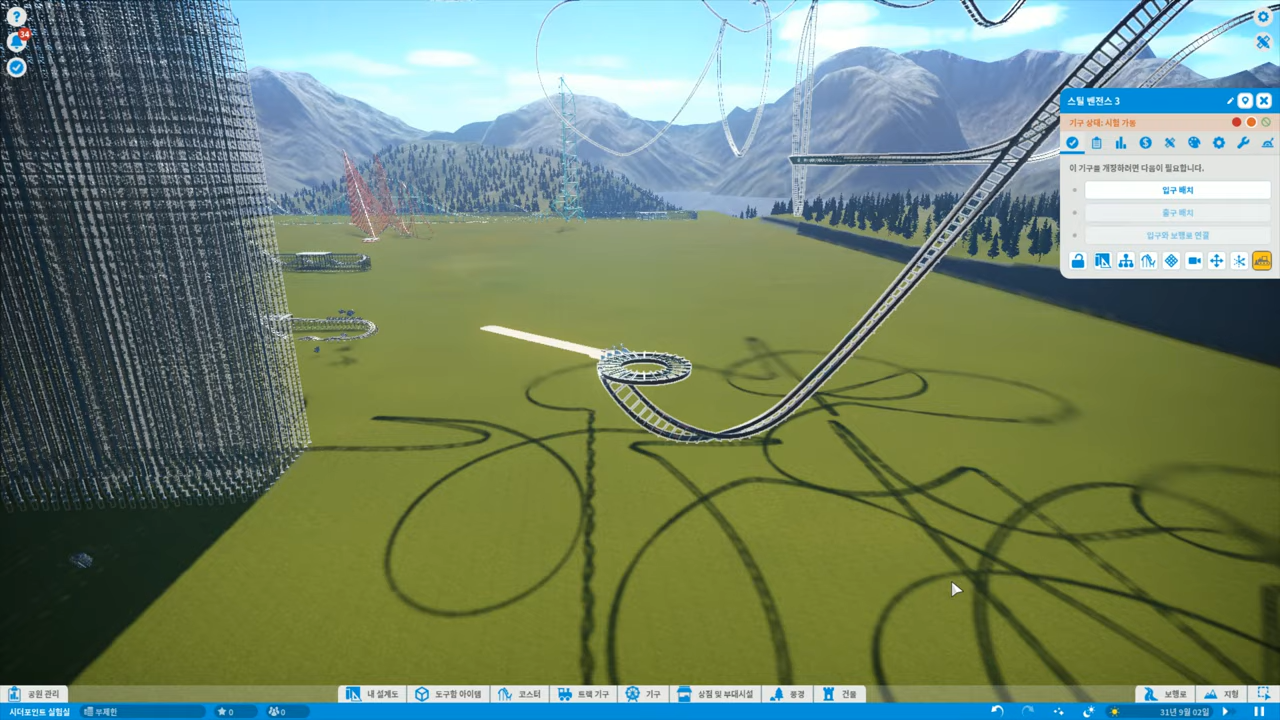 34
스틸 벤전스 3
기구 상태: 시험 가능
이 기구을 개장하려면 다음이 필요합니다.
입구 배치
출구 배치
입구와 보행로 연결
공원 관리
내 설계도
도구함 아이템
코스터
트랙 기구
기구
상점 및 부대시설
풍경
건물
보행로
지형
시더포인트 실험실
무제한
0
0
31년 9월 02일